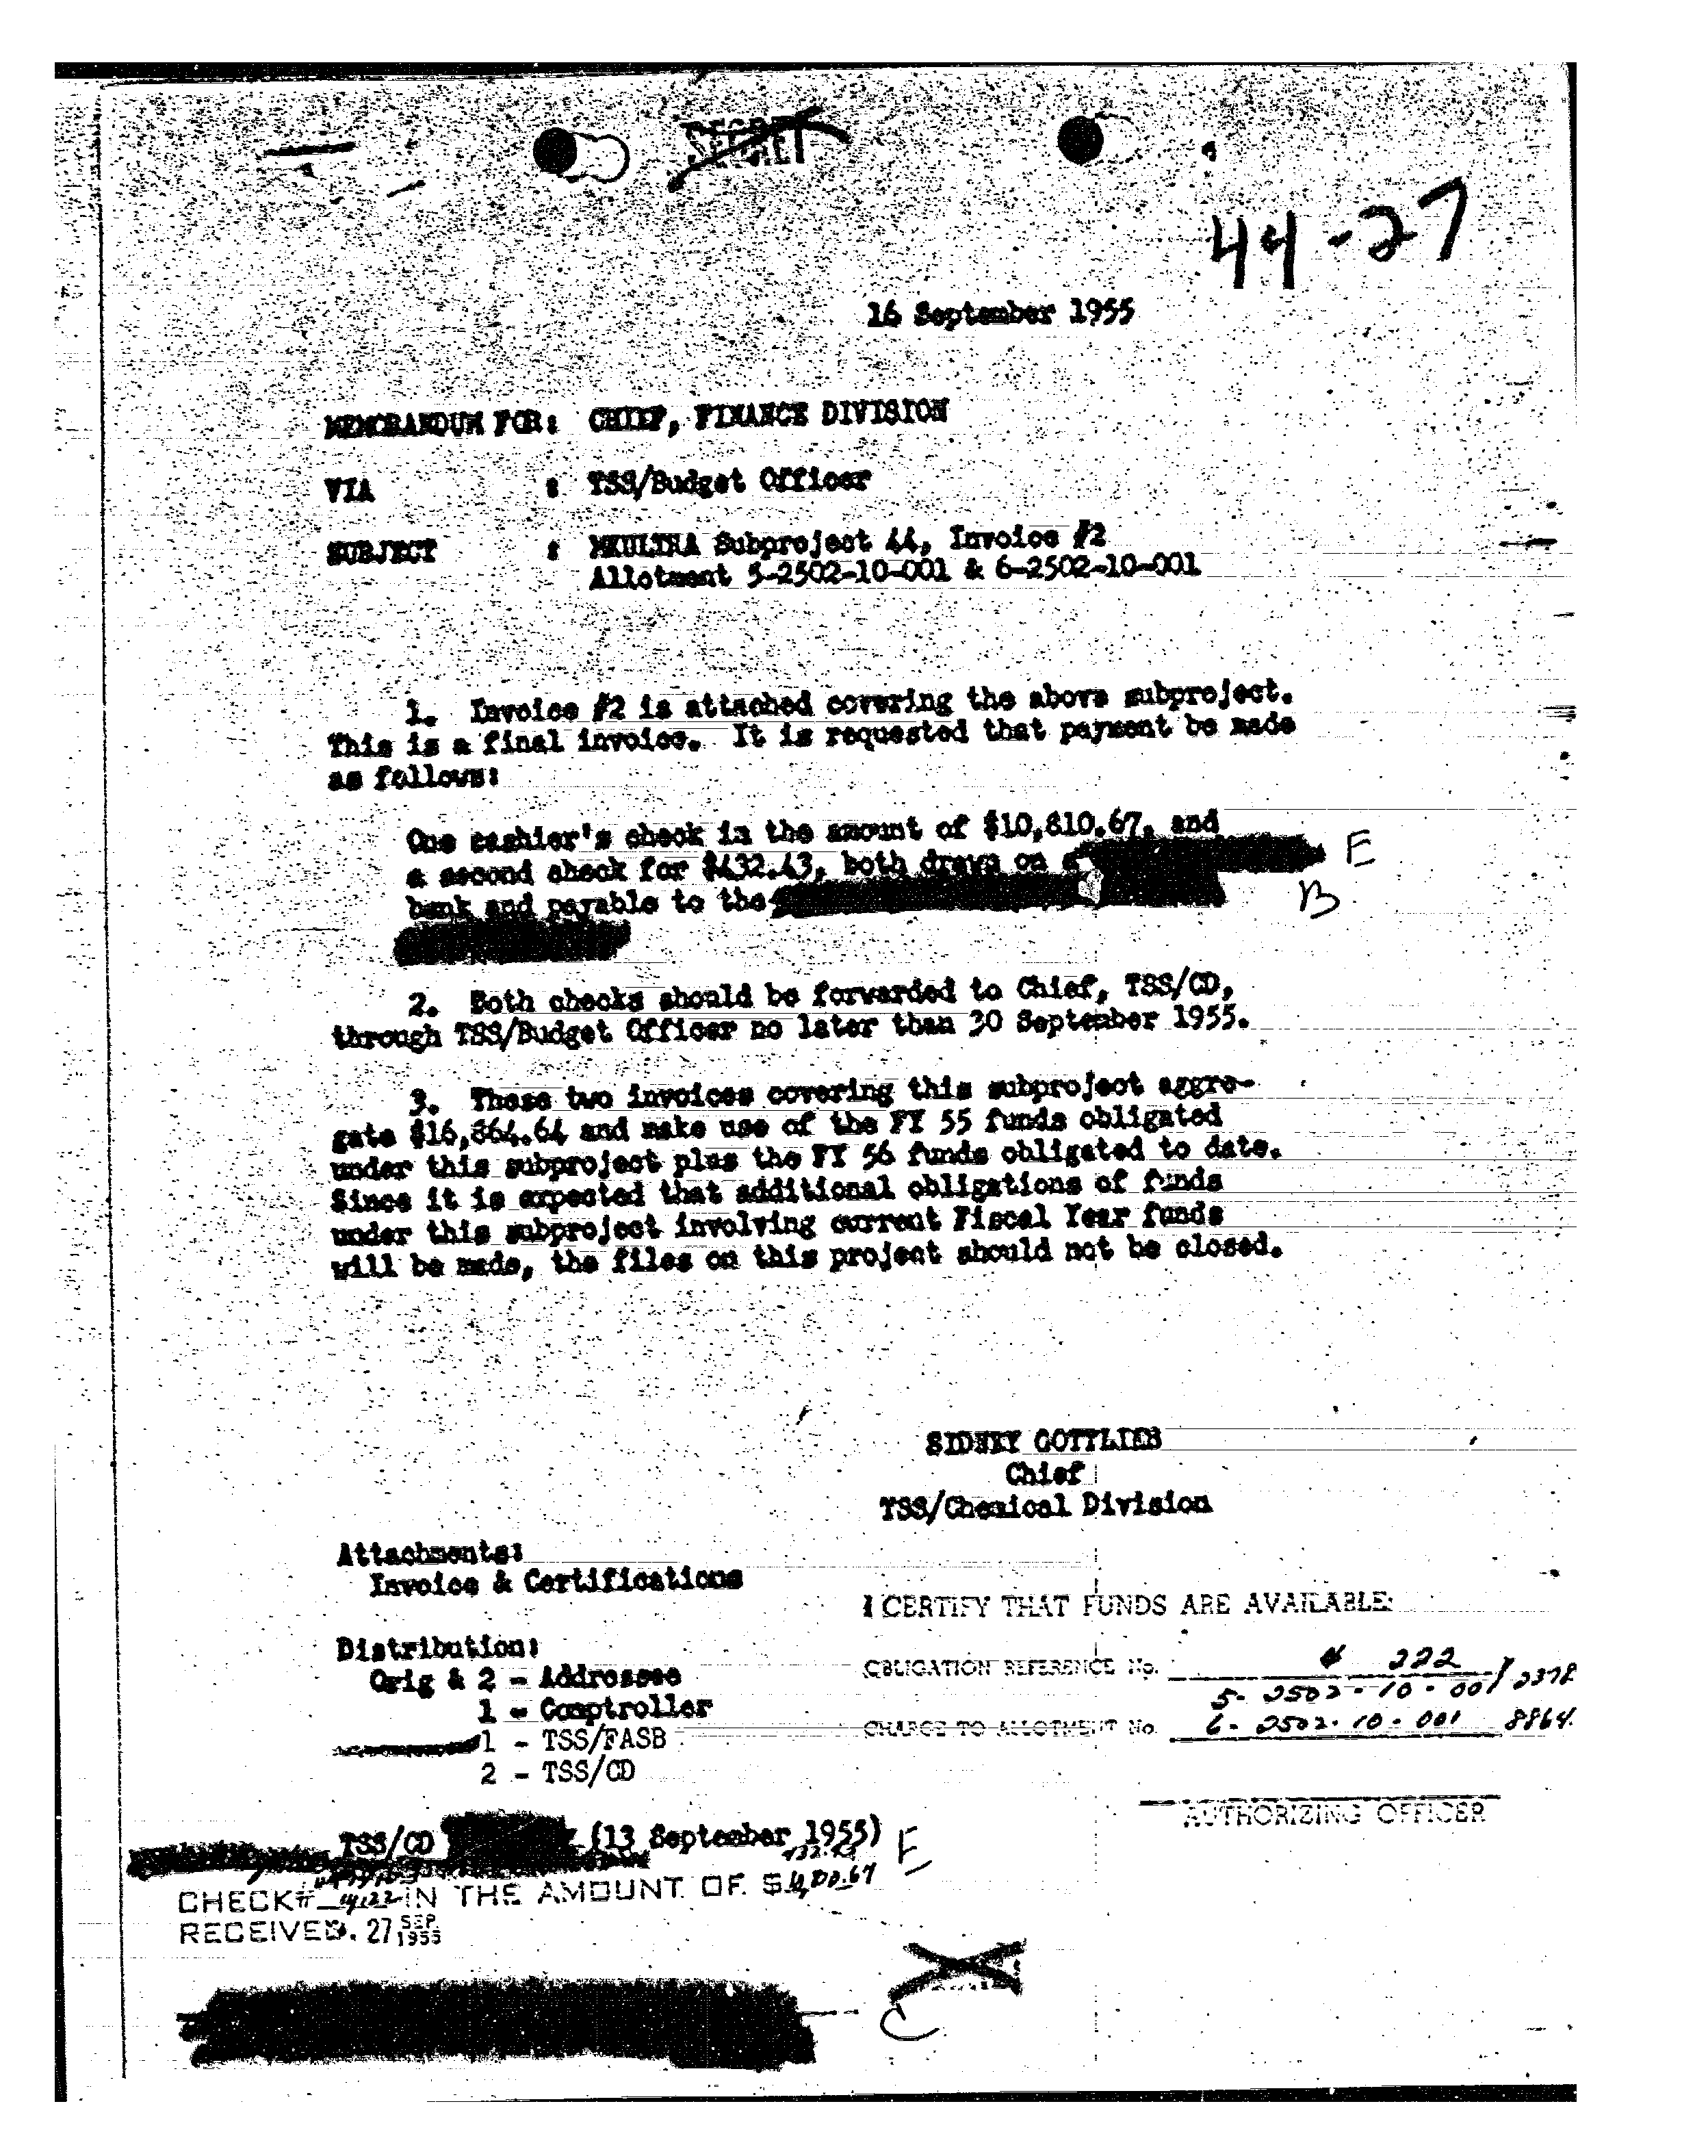 SECRET
44-27
16 September 1955
MEMORANDUM FOR: CHIEF, FINANCE DIVISION
VIA : TSS/Budget Officer
SUBJECT : MKULTRA Subproject 44, Invoice #2
Allotment 5-2502-10-001 & 6-2502-10-001
1. Invoice #2 is attached covering the above subproject.
This is a final invoice. It is requested that payment be made
as follows:
One cashier's check in the amount of $10,810.67, and
a second check for $432.43, both drawn on a
E
bank and payable to the
B
2. Both checks should be forwarded to Chief, TSS/CD,
through TSS/Budget Officer no later than 30 September 1955.
3. These two invoices covering this subproject aggre-
gate $16,864.64 and make use of the FY 55 funds obligated
under this subproject plus the FY 56 funds obligated to date.
Since it is expected that additional obligations of funds
under this subproject involving current Fiscal Year funds
will be made, the files on this project should not be closed.
SIDNEY GOTTLIEB
Chief
TSS/Chemical Division
Attachments:
Invoice & Certifications
I CERTIFY THAT FUNDS ARE AVAILABLE:
Distribution:
Orig & 2 - Addressee
OBLIGATION REFERENCE No. 222
1 - Comptroller
5-2502-10-001 2378
1 - TSS/FASB
CHARGE TO ALLOTMENT No. 6-2502-10-001 8864.
2 - TSS/CD
AUTHORIZING OFFICER
TSS/CD (13 September 1955)
E
432.43
CHECK# IN THE AMOUNT OF $10,810.67
RECEIVED. 27 SEP 1955
C